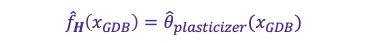 f̂_H(x_GDB) = θ̂_plasticizer(x_GDB)